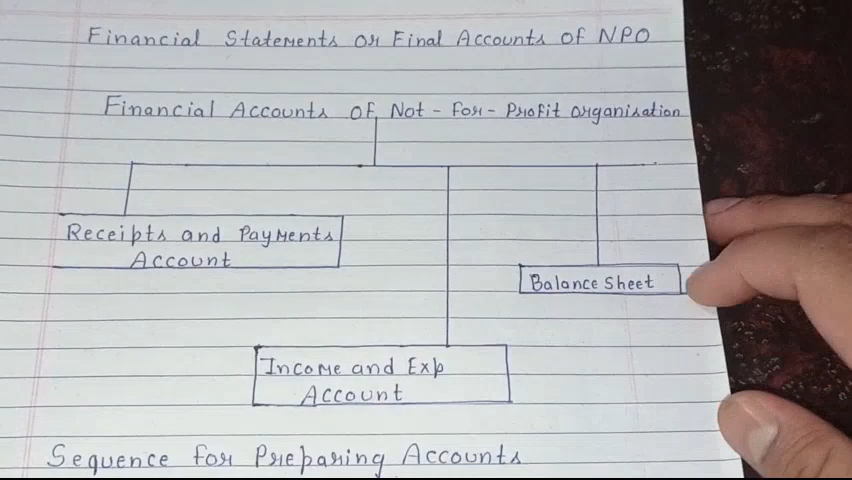 Financial Statements or Final Accounts of NPO
Financial Accounts of Not-for-Profit Organisation
Receipts and Payments
Account
Balance Sheet
Income and Exp
Account
Sequence for Preparing Accounts